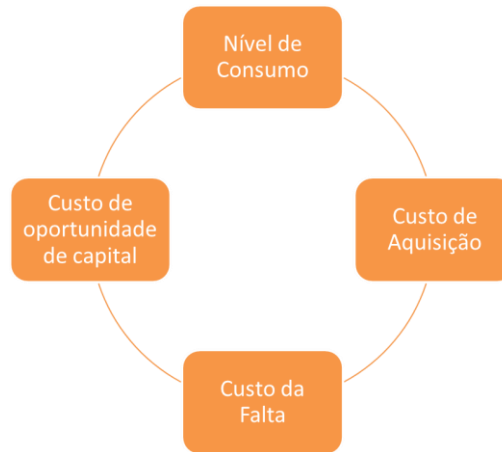 Nível de
Consumo
Custo de
oportunidade
de capital
Custo de
Aquisição
Custo da
Falta